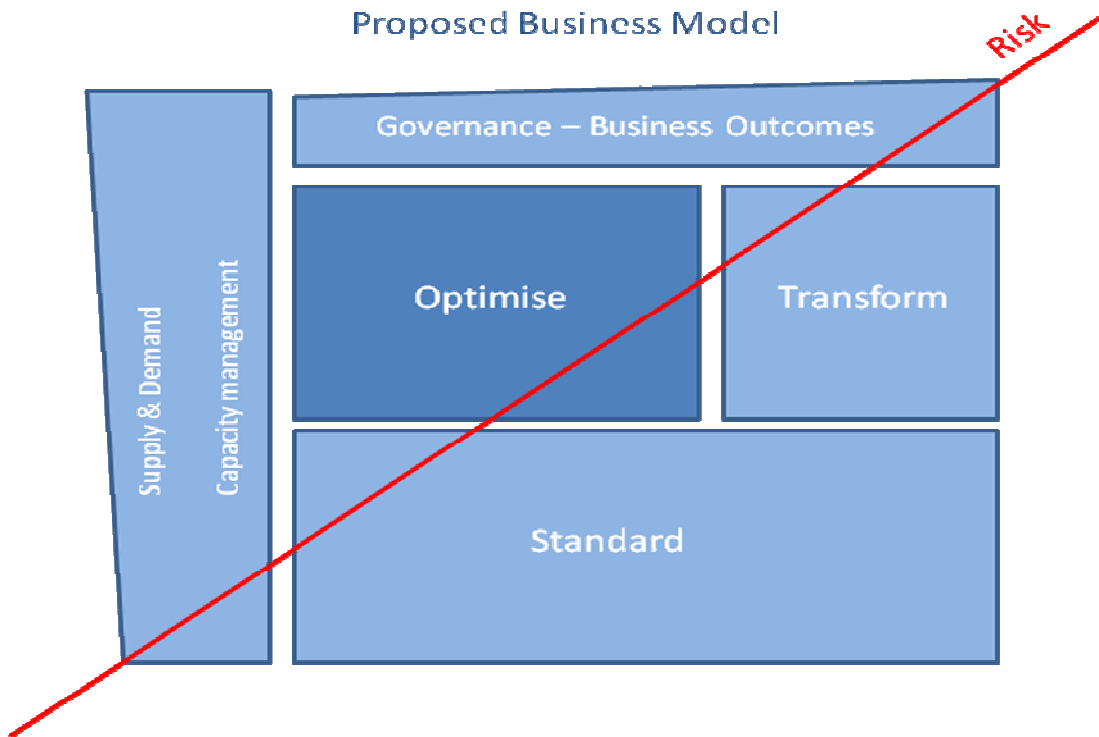 Proposed Business Model
Risk
Governance – Business Outcomes
Optimise
Transform
Supply & Demand
Capacity management
Standard